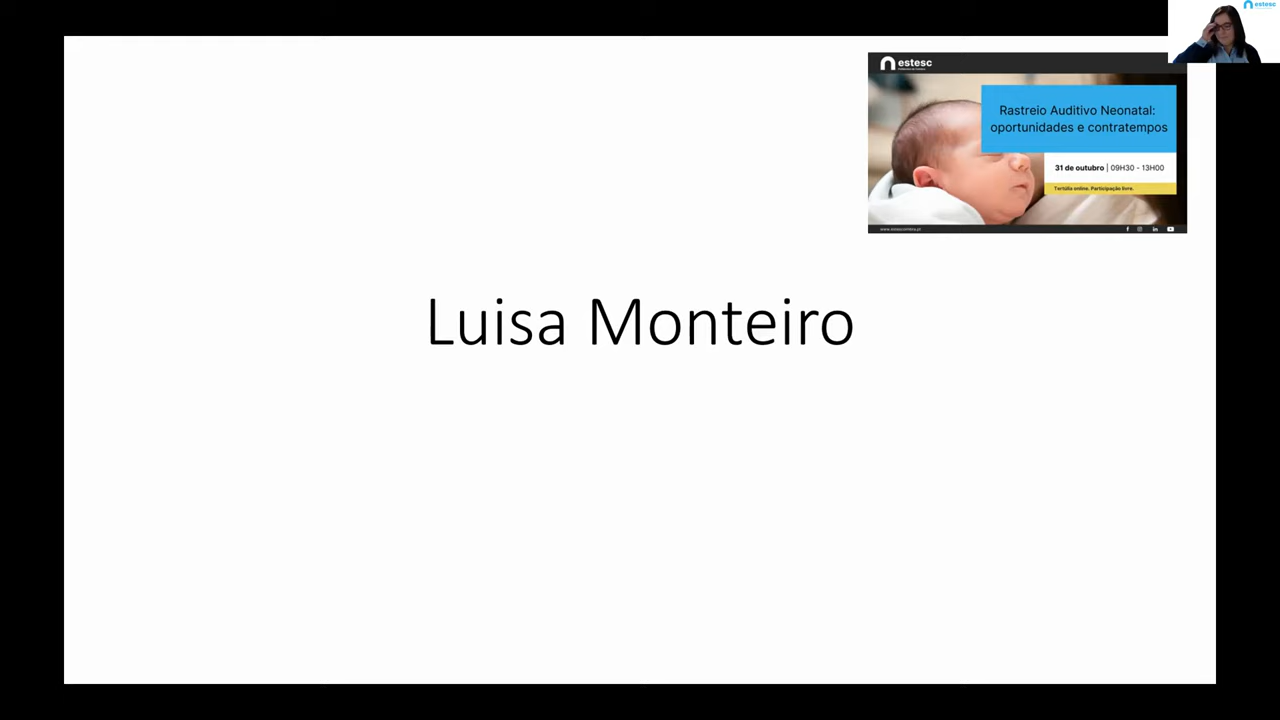 estesc
estesc
Rastreio Auditivo Neonatal:
oportunidades e contratempos
31 de outubro | 09H30 - 13H00
Tertúlia online. Participação livre.
Luisa Monteiro